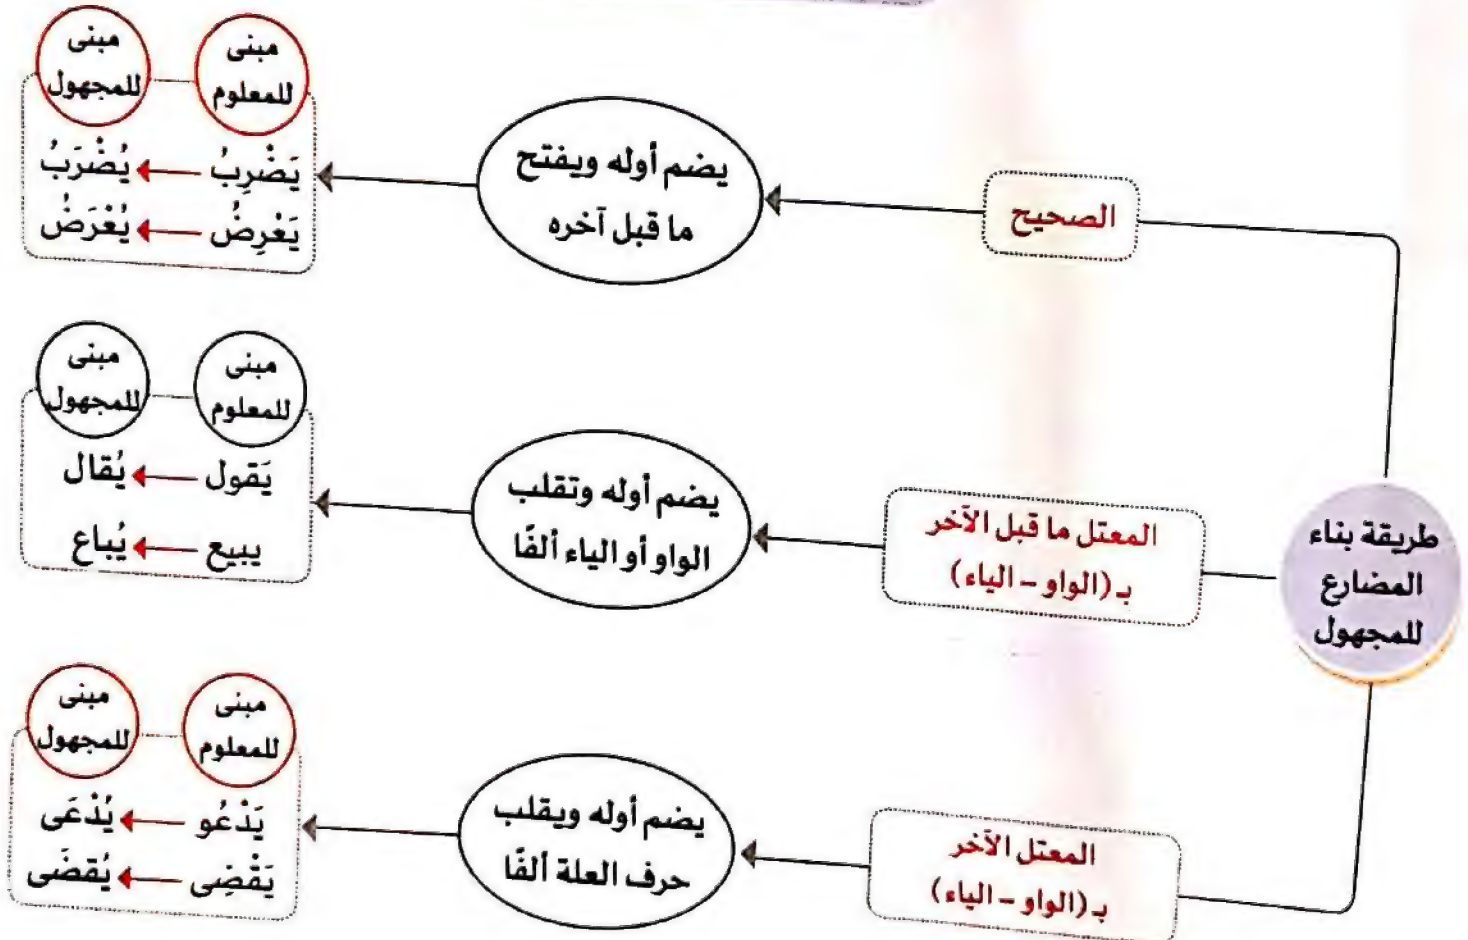 طريقة بناء
المضارع
للمجهول
الصحيح
يضم أوله ويفتح
ما قبل آخره
مبنى
للمعلوم
مبنى
للمجهول
يَضْرِبُ ← يُضْرَبُ
يَعْرِضُ ← يُعْرَضُ
المعتل ما قبل الآخر
بـ (الواو - الياء)
يضم أوله وتقلب
الواو أو الياء ألفًا
مبنى
للمعلوم
مبنى
للمجهول
يَقول ← يُقال
يبيع ← يُباع
المعتل الآخر
بـ (الواو - الياء)
يضم أوله ويقلب
حرف العلة ألفًا
مبنى
للمعلوم
مبنى
للمجهول
يَدْعُو ← يُدْعَى
يَقْضِى ← يُقضَى